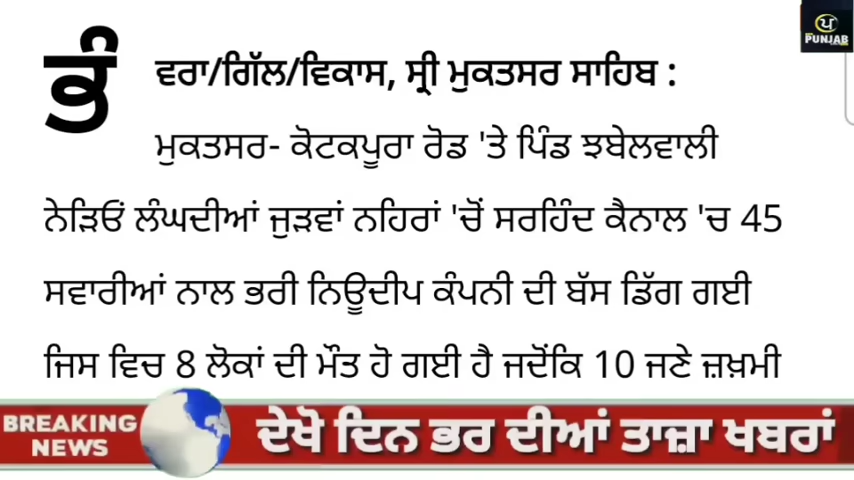 ਪੰ
PUNJAB
ਭੰਵਰਾ/ਗਿੱਲ/ਵਿਕਾਸ, ਸ੍ਰੀ ਮੁਕਤਸਰ ਸਾਹਿਬ :
ਮੁਕਤਸਰ- ਕੋਟਕਪੂਰਾ ਰੋਡ 'ਤੇ ਪਿੰਡ ਝਬੇਲਵਾਲੀ
ਨੇੜਿਓਂ ਲੰਘਦੀਆਂ ਜੁੜਵਾਂ ਨਹਿਰਾਂ 'ਚੋਂ ਸਰਹਿੰਦ ਕੈਨਾਲ 'ਚ 45
ਸਵਾਰੀਆਂ ਨਾਲ ਭਰੀ ਨਿਊਦੀਪ ਕੰਪਨੀ ਦੀ ਬੱਸ ਡਿੱਗ ਗਈ
ਜਿਸ ਵਿਚ 8 ਲੋਕਾਂ ਦੀ ਮੌਤ ਹੋ ਗਈ ਹੈ ਜਦੋਂਕਿ 10 ਜਣੇ ਜ਼ਖ਼ਮੀ
BREAKING
NEWS
ਦੇਖੋ ਦਿਨ ਭਰ ਦੀਆਂ ਤਾਜ਼ਾ ਖਬਰਾਂ